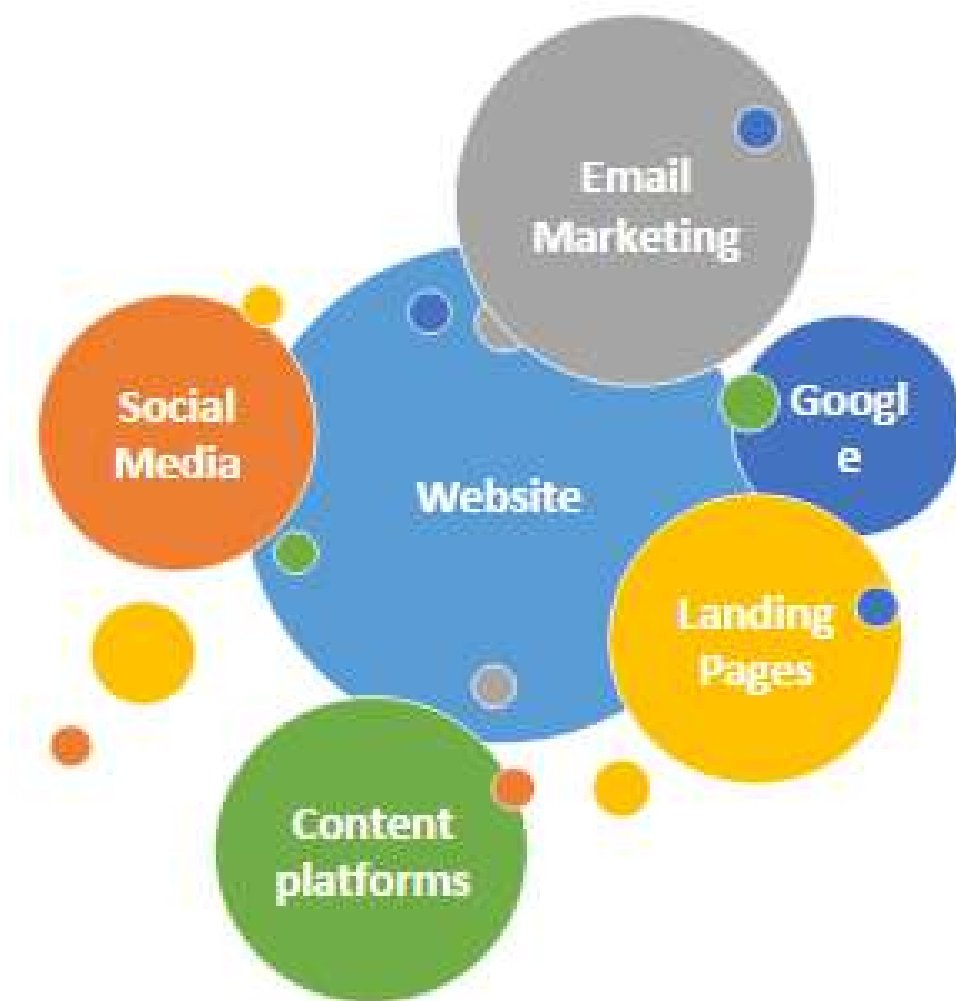 Email
Marketing
Social
Media
Googl
e
Website
Landing
Pages
Content
platforms